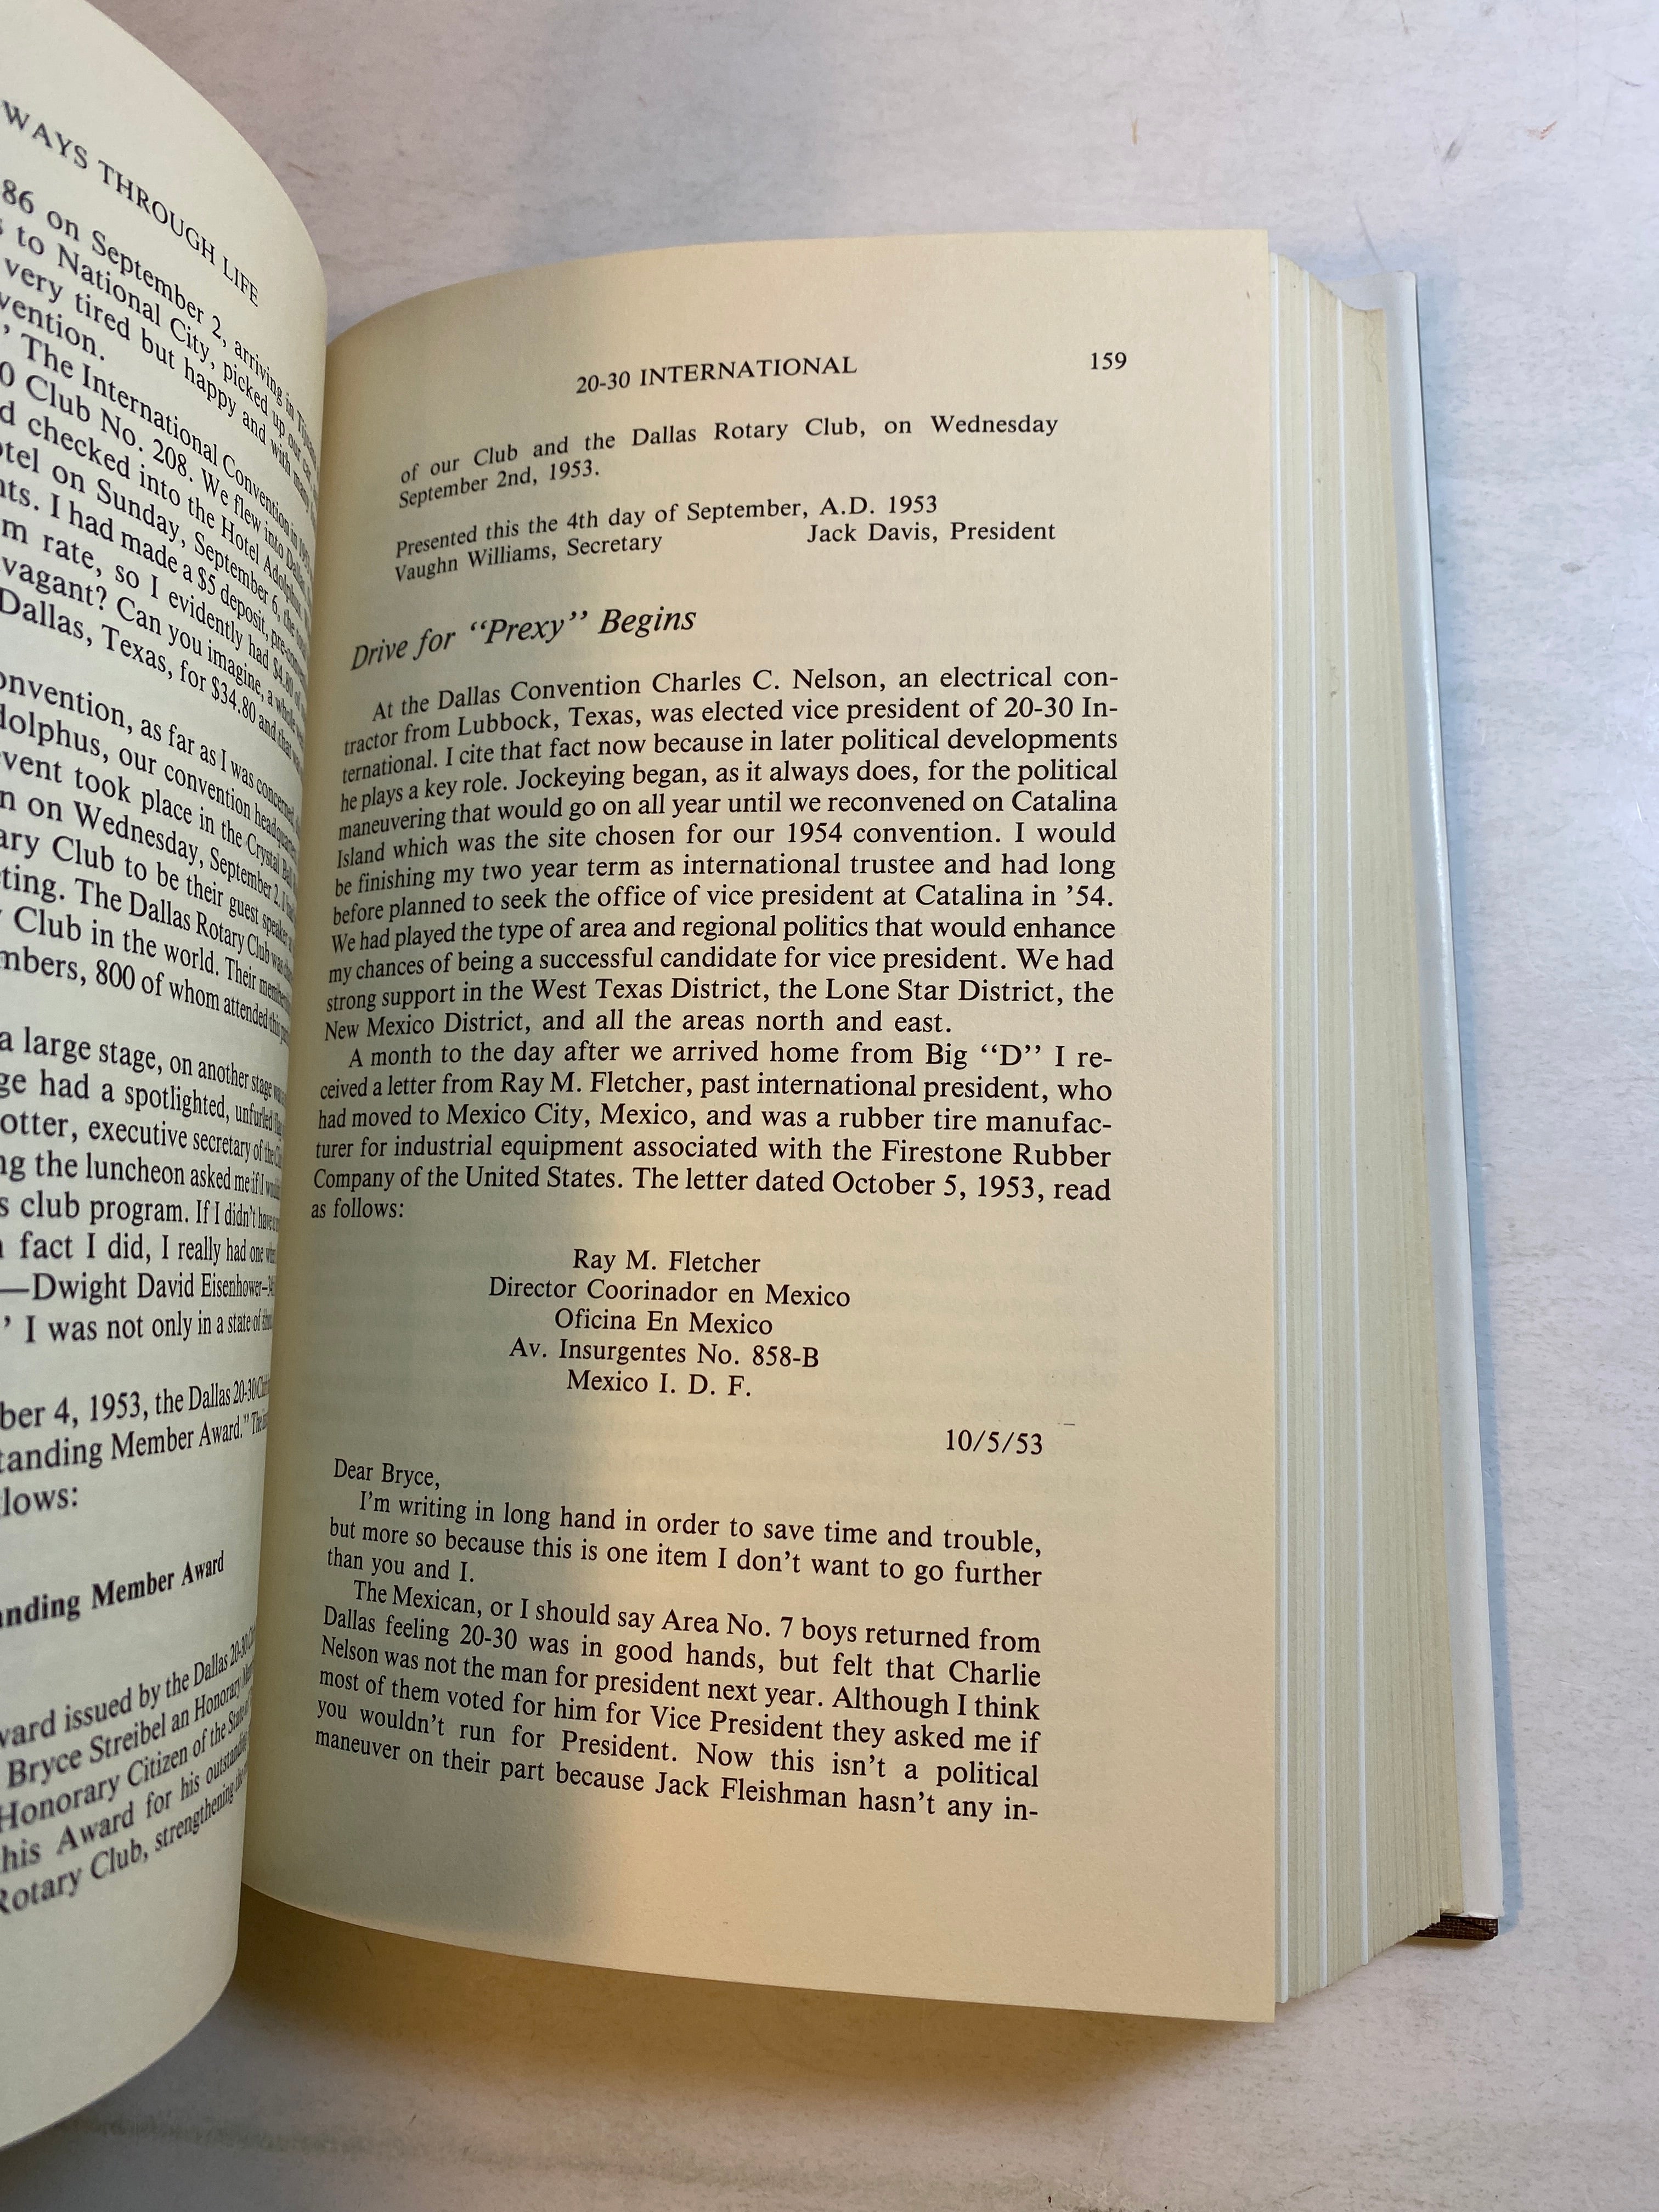 WAYS THROUGH LIFE
86 on September 2, arriving in
to National City, picked up our car,
very tired but happy and with many
vention.
The International Convention in
0 Club No. 208. We flew into Dallas,
d checked into the Hotel Adolphus
otel on Sunday, September 6, the total
nts. I had made a $5 deposit,
m rate, so I evidently had $4.80 of
vagant? Can you imagine, a whole
Dallas, Texas, for $34.80 and that
onvention, as far as I was concerned,
dolphus, our convention headquarters
vent took place in the Crystal Ball
n on Wednesday, September 2, I
ary Club to be their guest speaker
ting. The Dallas Rotary Club was
Club in the world. Their
mbers, 800 of whom attended this
a large stage, on another stage was
ge had a spotlighted, unfurled
otter, executive secretary of the
ng the luncheon asked me if I would
s club program. If I didn't have
fact I did, I really had one
—Dwight David Eisenhower—
' I was not only in a state of
ber 4, 1953, the Dallas 20-30 Club
tanding Member Award." The
llows:
anding Member Award
ward issued by the Dallas 20-30
Bryce Streibel an Honorary
Honorary Citizen of the State of
his Award for his outstanding
Rotary Club, strengthening the
20-30 INTERNATIONAL 159
of our Club and the Dallas Rotary Club, on Wednesday
September 2nd, 1953.
Presented this the 4th day of September, A.D. 1953
Vaughn Williams, Secretary Jack Davis, President
Drive for "Prexy" Begins
At the Dallas Convention Charles C. Nelson, an electrical con-
tractor from Lubbock, Texas, was elected vice president of 20-30 In-
ternational. I cite that fact now because in later political developments
he plays a key role. Jockeying began, as it always does, for the political
maneuvering that would go on all year until we reconvened on Catalina
Island which was the site chosen for our 1954 convention. I would
be finishing my two year term as international trustee and had long
before planned to seek the office of vice president at Catalina in '54.
We had played the type of area and regional politics that would enhance
my chances of being a successful candidate for vice president. We had
strong support in the West Texas District, the Lone Star District, the
New Mexico District, and all the areas north and east.
A month to the day after we arrived home from Big "D" I re-
ceived a letter from Ray M. Fletcher, past international president, who
had moved to Mexico City, Mexico, and was a rubber tire manufac-
turer for industrial equipment associated with the Firestone Rubber
Company of the United States. The letter dated October 5, 1953, read
as follows:
Ray M. Fletcher
Director Coorinador en Mexico
Oficina En Mexico
Av. Insurgentes No. 858-B
Mexico I. D. F.
10/5/53
Dear Bryce,
I'm writing in long hand in order to save time and trouble,
but more so because this is one item I don't want to go further
than you and I.
The Mexican, or I should say Area No. 7 boys returned from
Dallas feeling 20-30 was in good hands, but felt that Charlie
Nelson was not the man for president next year. Although I think
most of them voted for him for Vice President they asked me if
you wouldn't run for President. Now this isn't a political
maneuver on their part because Jack Fleishman hasn't any in-